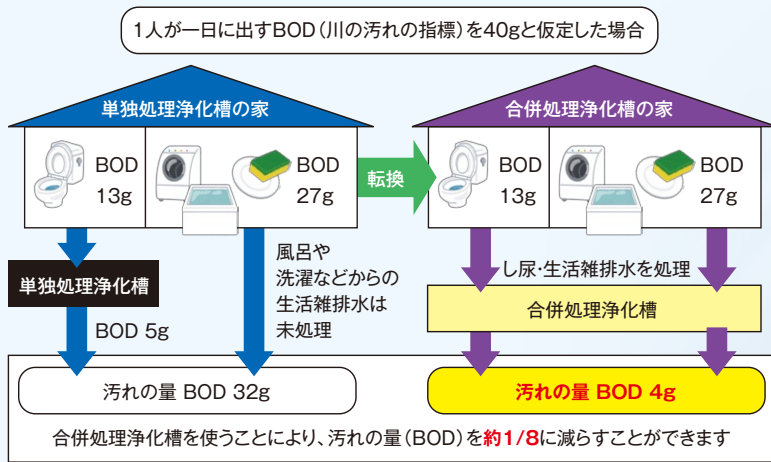 1人が一日に出すBOD（川の汚れの指標）を40gと仮定した場合
単独処理浄化槽の家
BOD
13g
BOD
27g
転換
合併処理浄化槽の家
BOD
13g
BOD
27g
単独処理浄化槽
BOD 5g
風呂や
洗濯などからの
生活雑排水は
未処理
し尿・生活雑排水を処理
合併処理浄化槽
汚れの量 BOD 32g
汚れの量 BOD 4g
合併処理浄化槽を使うことにより、汚れの量（BOD）を約1/8に減らすことができます